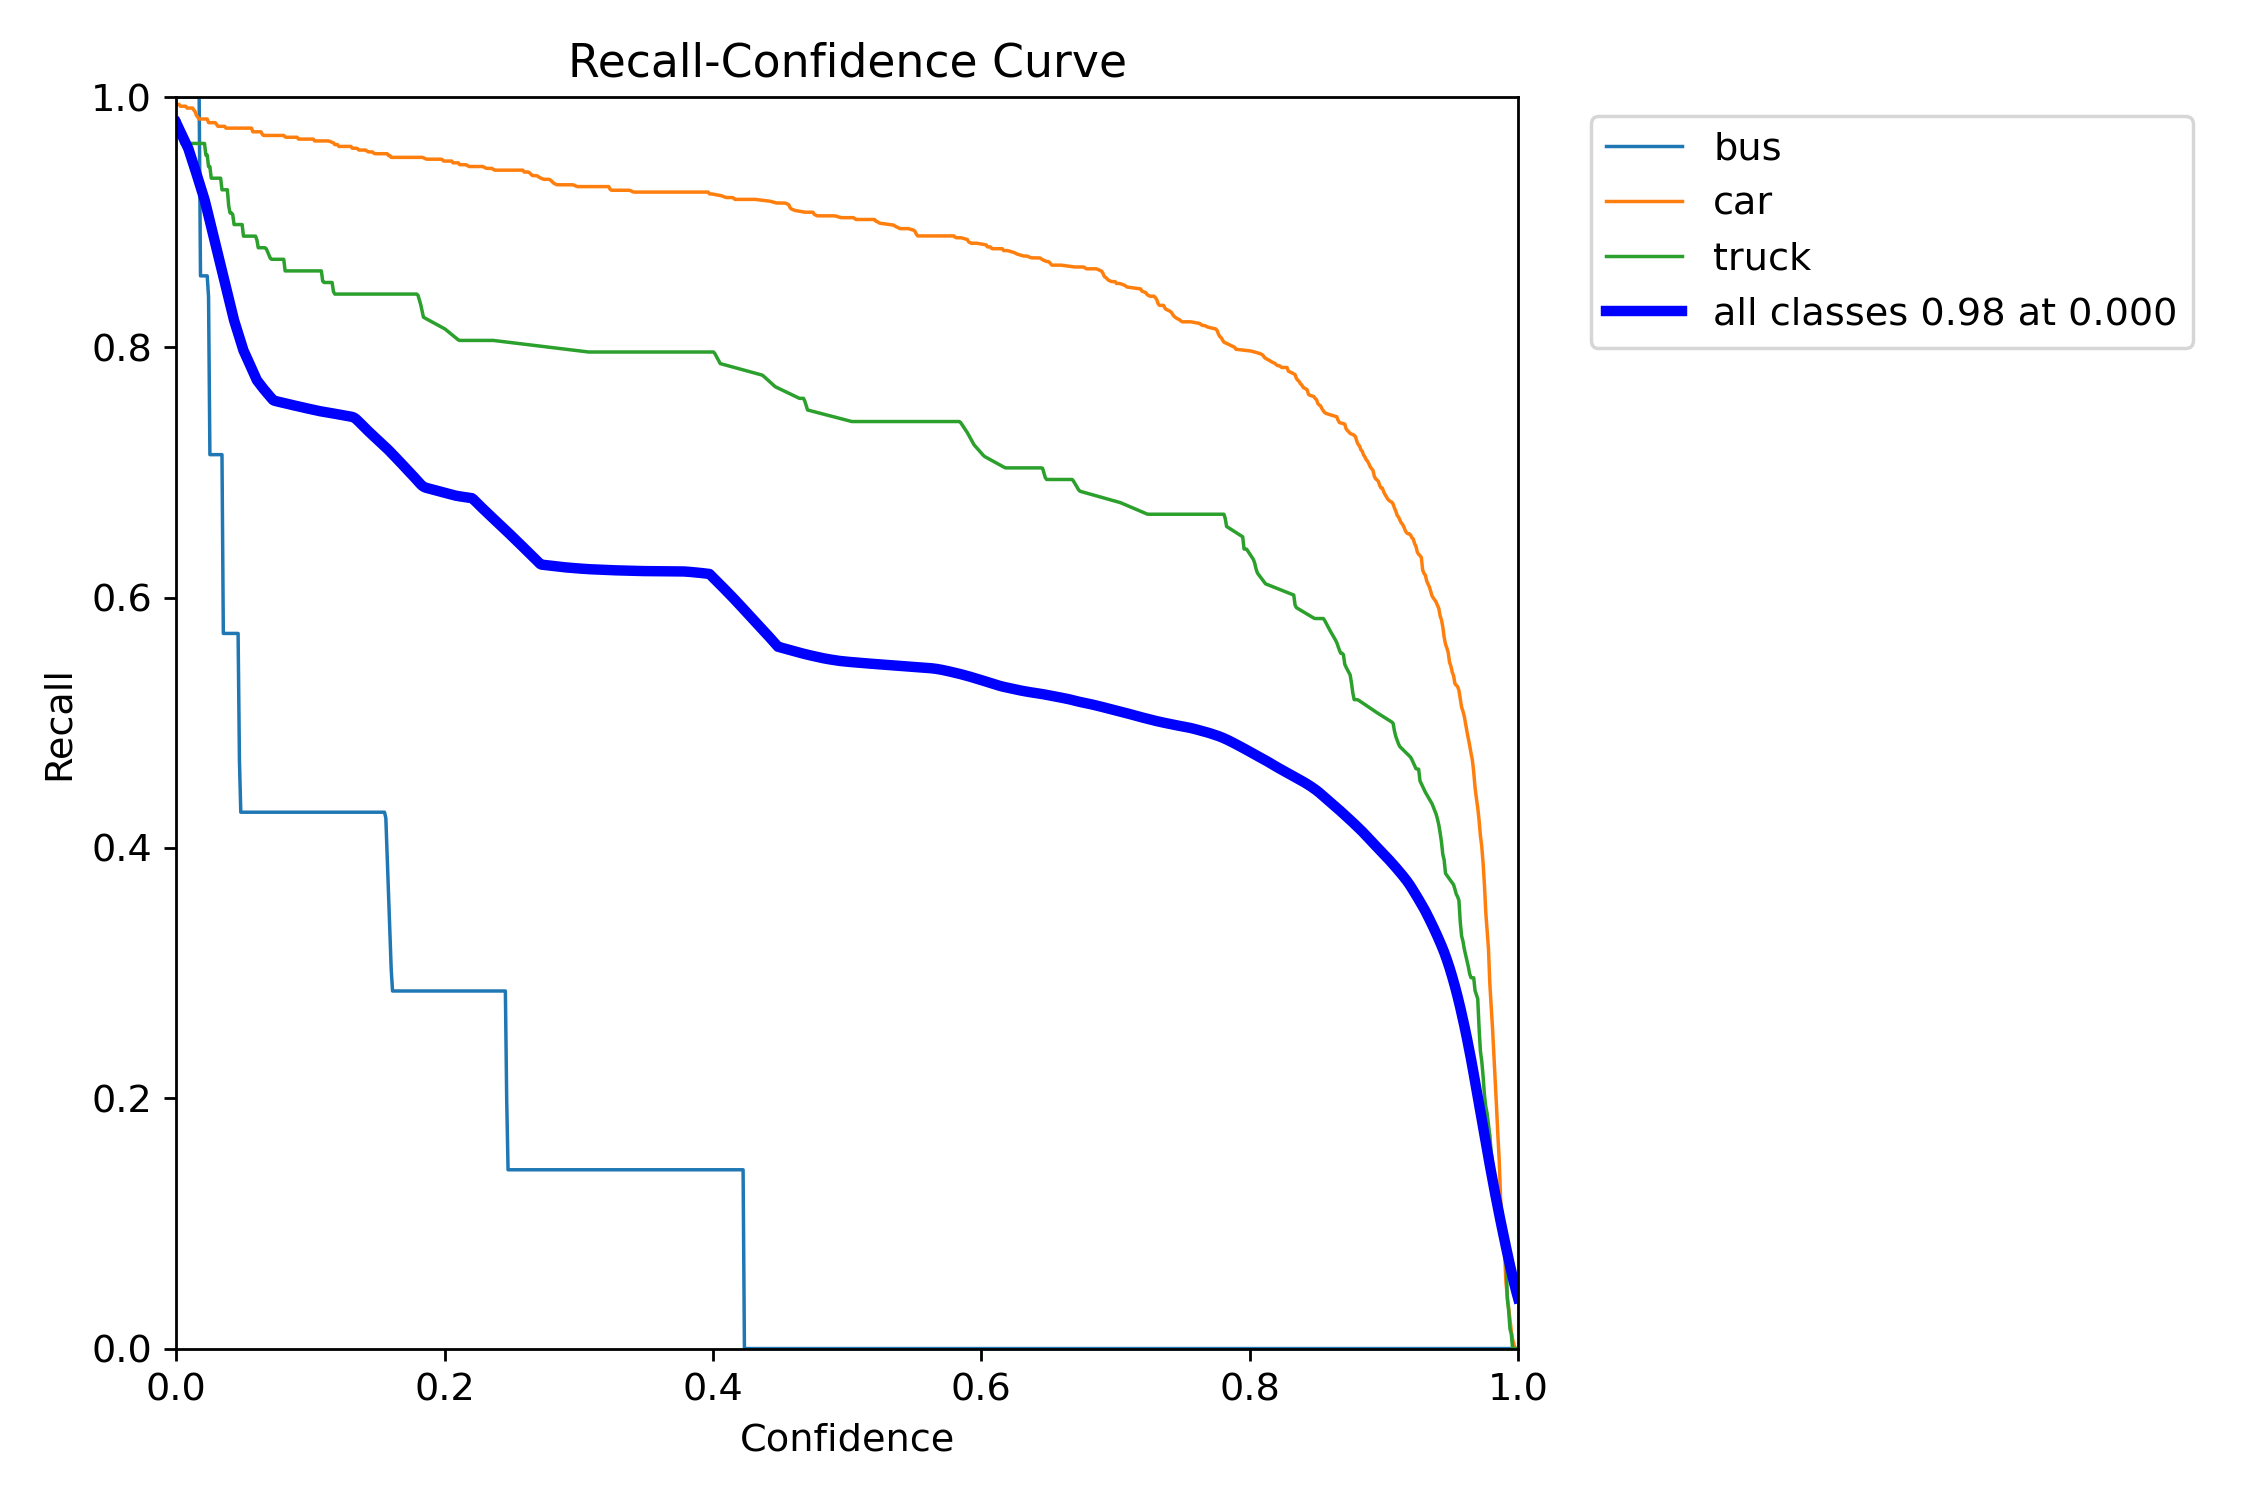 Recall-Confidence Curve
1.0
0.8
0.6
0.4
0.2
0.0
Recall
0.0 0.2 0.4 0.6 0.8 1.0
Confidence
bus
car
truck
all classes 0.98 at 0.000